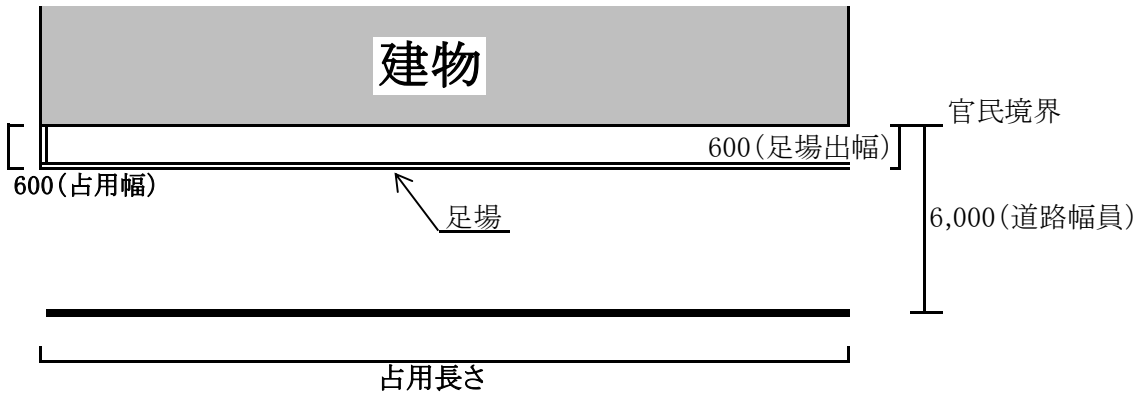 建物
官民境界
600(足場出幅)
600(占用幅)
足場
6,000(道路幅員)
占用長さ